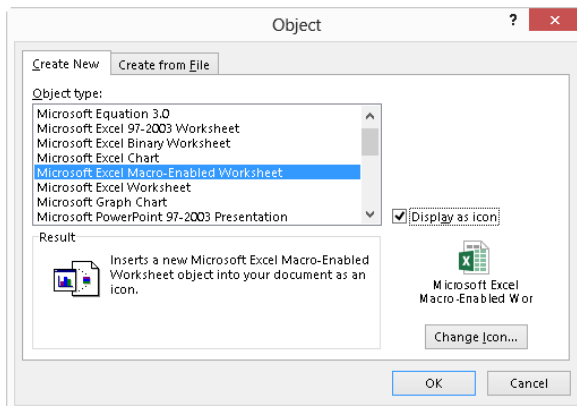 Object
?
Create New
Create from File
Object type:
Microsoft Equation 3.0
Microsoft Excel 97-2003 Worksheet
Microsoft Excel Binary Worksheet
Microsoft Excel Chart
Microsoft Excel Macro-Enabled Worksheet
Microsoft Excel Worksheet
Microsoft Graph Chart
Microsoft PowerPoint 97-2003 Presentation
Display as icon
Result
Inserts a new Microsoft Excel Macro-Enabled
Worksheet object into your document as an
icon.
Microsoft Excel
Macro-Enabled Wor
Change Icon...
OK
Cancel